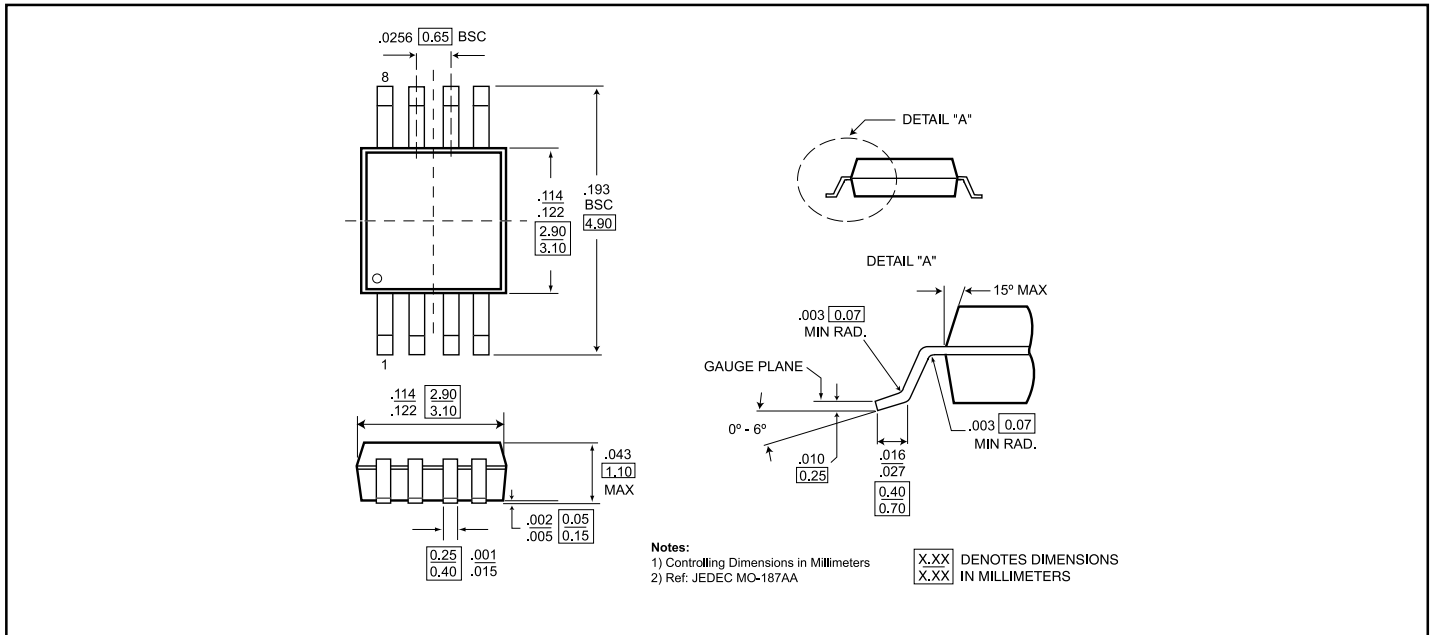 .0256 0.65 BSC
8
.114
.122
2.90
3.10
.193
BSC
4.90
1
.114
.122
2.90
3.10
.043
1.10
MAX
.002
.005
0.05
0.15
0.25
0.40
.001
.015
DETAIL "A"
DETAIL "A"
15º MAX
.003 0.07
MIN RAD.
GAUGE PLANE
0º - 6º
.010
0.25
.016
.027
0.40
0.70
.003 0.07
MIN RAD.
Notes:
1) Controlling Dimensions in Millimeters
2) Ref: JEDEC MO-187AA
X.XX DENOTES DIMENSIONS
X.XX IN MILLIMETERS